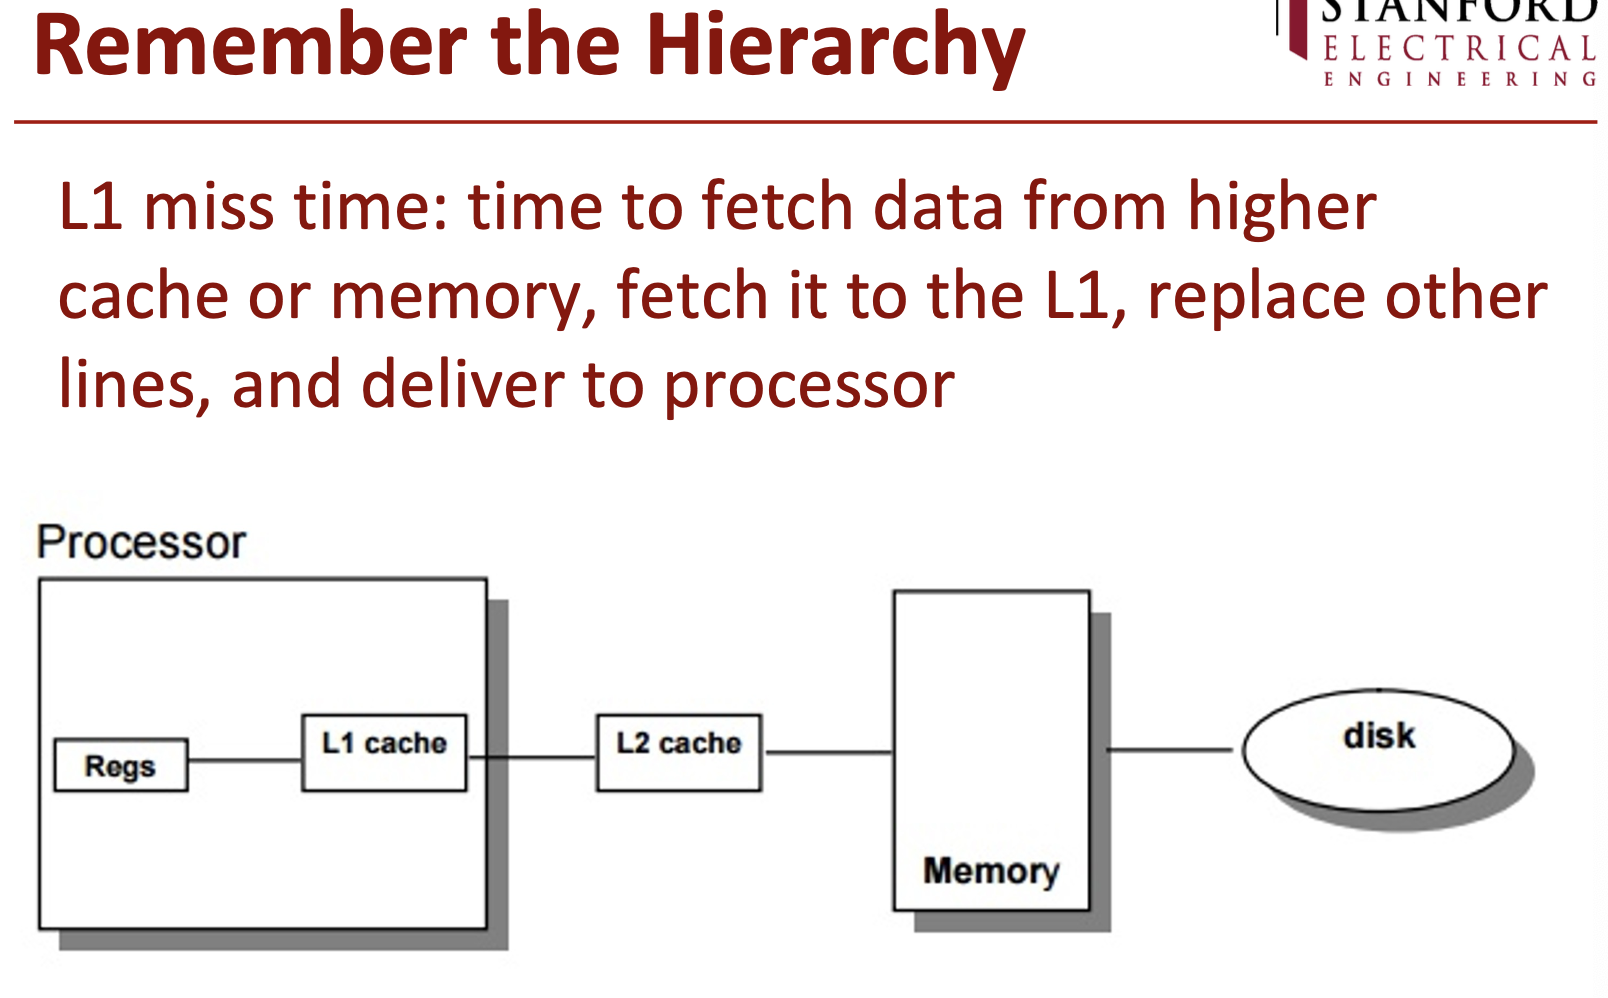 Remember the Hierarchy
STANFORD
ELECTRICAL
ENGINEERING
L1 miss time: time to fetch data from higher
cache or memory, fetch it to the L1, replace other
lines, and deliver to processor
Processor
Regs
L1 cache
L2 cache
Memory
disk